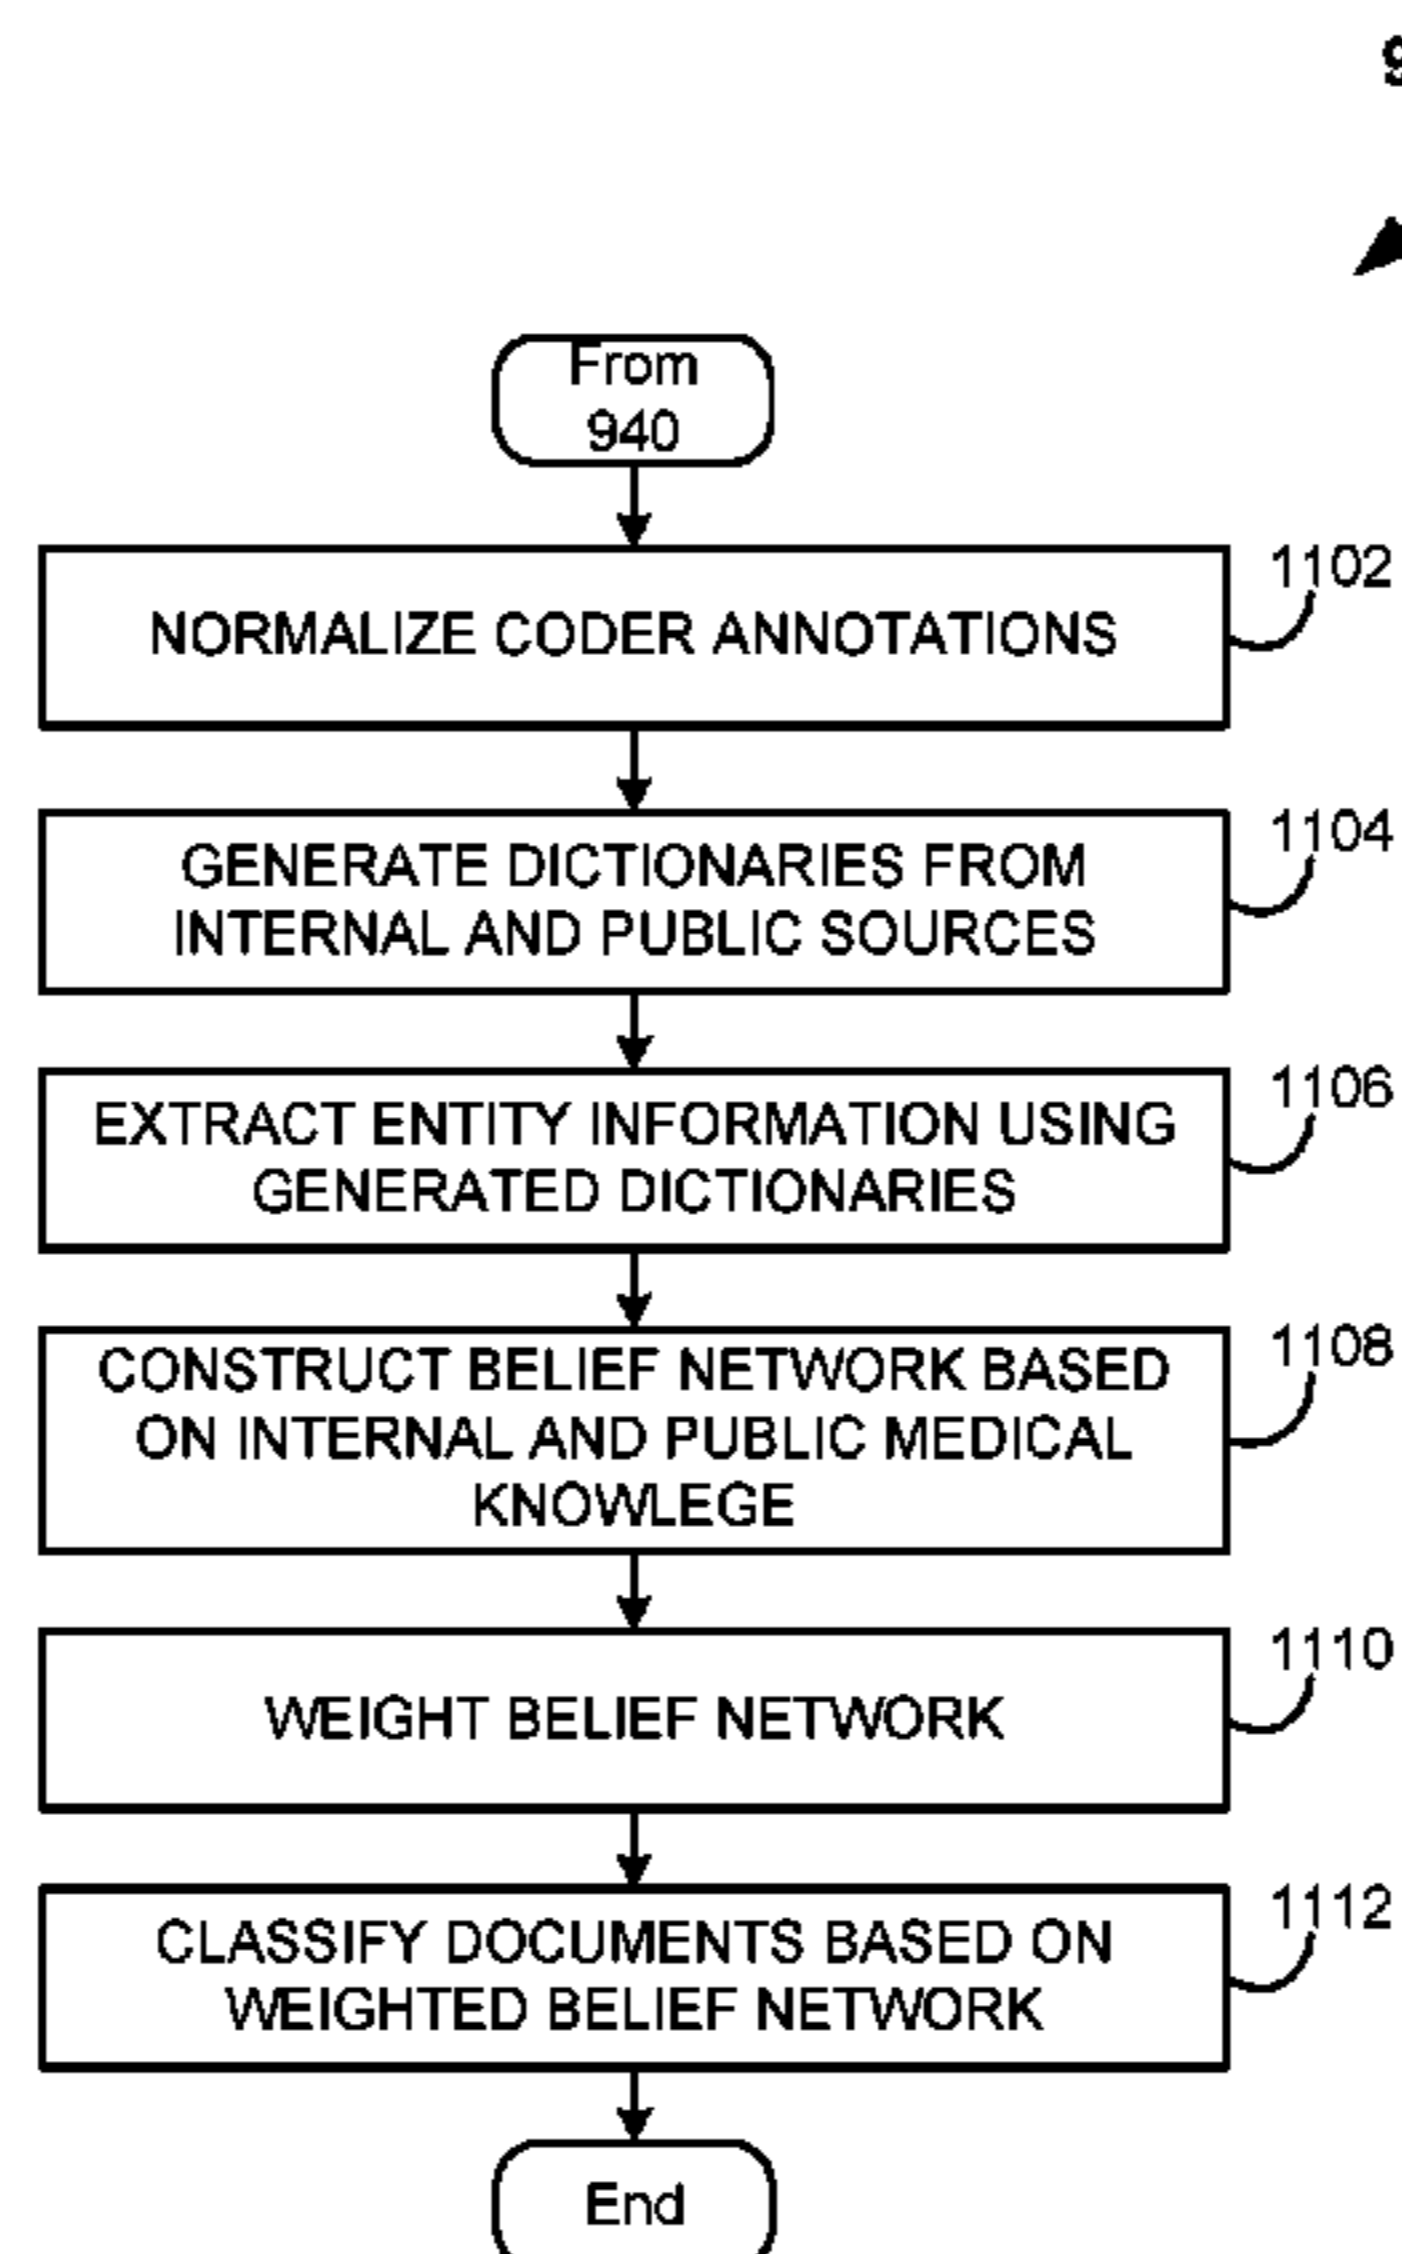 9
From
940
NORMALIZE CODER ANNOTATIONS
1102
GENERATE DICTIONARIES FROM
INTERNAL AND PUBLIC SOURCES
1104
EXTRACT ENTITY INFORMATION USING
GENERATED DICTIONARIES
1106
CONSTRUCT BELIEF NETWORK BASED
ON INTERNAL AND PUBLIC MEDICAL
KNOWLEGE
1108
WEIGHT BELIEF NETWORK
1110
CLASSIFY DOCUMENTS BASED ON
WEIGHTED BELIEF NETWORK
1112
End